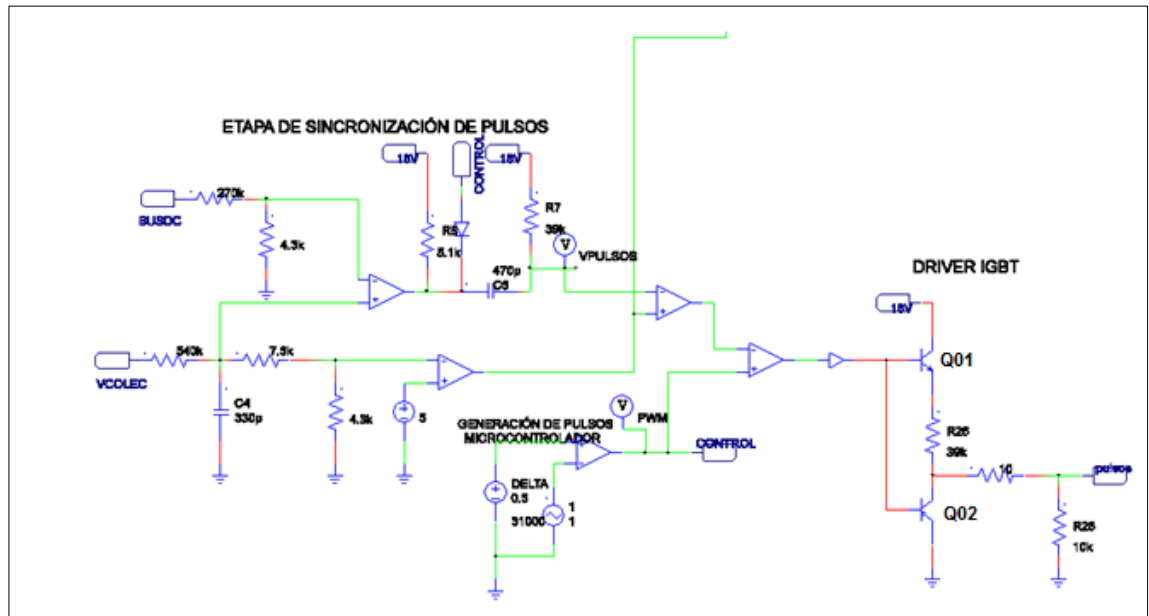 ETAPA DE SINCRONIZACIÓN DE PULSOS
15V
CONTROL
15V
270k
BUSDC
4.3k
5.1k
R7
39k
V
VPULSOS
470p
C5
DRIVER IGBT
15V
VCOLEC
540k
7.5k
C4
330p
4.3k
5
V
PWM
GENERACIÓN DE PULSOS
MICROCONTROLADOR
CONTROL
DELTA
0.5
31000
1
1
Q01
R26
39k
10
pulsos
Q02
R25
10k